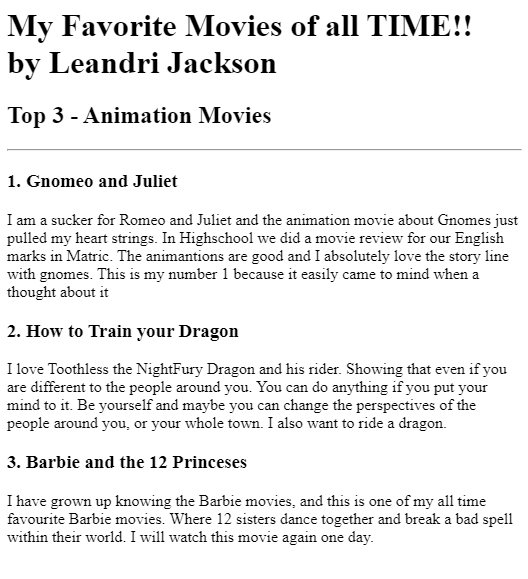 My Favorite Movies of all TIME!!
by Leandri Jackson
Top 3 - Animation Movies
1. Gnomeo and Juliet
I am a sucker for Romeo and Juliet and the animation movie about Gnomes just
pulled my heart strings. In Highschool we did a movie review for our English
marks in Matric. The animantions are good and I absolutely love the story line
with gnomes. This is my number 1 because it easily came to mind when a
thought about it
2. How to Train your Dragon
I love Toothless the NightFury Dragon and his rider. Showing that even if you
are different to the people around you. You can do anything if you put your
mind to it. Be yourself and maybe you can change the perspectives of the
people around you, or your whole town. I also want to ride a dragon.
3. Barbie and the 12 Princeses
I have grown up knowing the Barbie movies, and this is one of my all time
favourite Barbie movies. Where 12 sisters dance together and break a bad spell
within their world. I will watch this movie again one day.